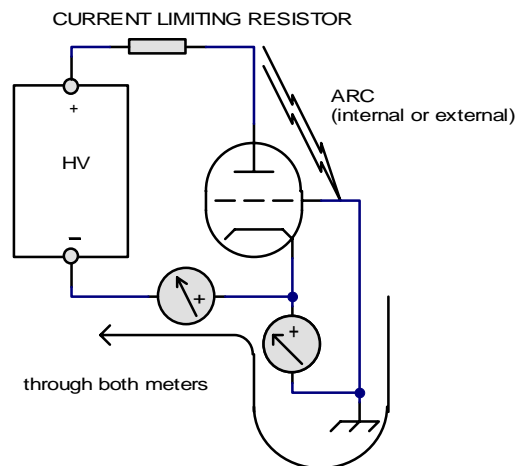 CURRENT LIMITING RESISTOR
ARC
(internal or external)
+
HV
−
+
+
through both meters